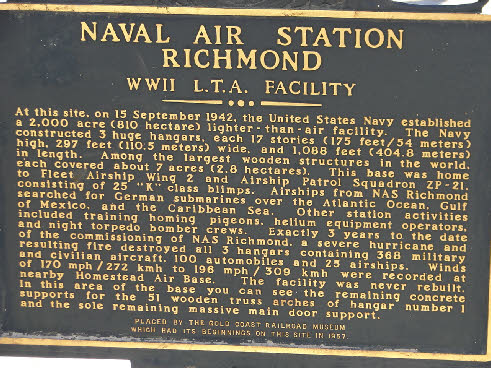 NAVAL AIR STATION
RICHMOND
WWII L.T.A. FACILITY
At this site, on 15 September 1942, the United States Navy established
a 2,000 acre (810 hectare) lighter-than-air facility. The Navy
constructed 3 huge hangars, each 17 stories (175 feet/54 meters)
high, 297 feet (110.5 meters) wide, and 1,088 feet (404.8 meters)
in length. Among the largest wooden structures in the world,
each covered about 7 acres (2.8 hectares). This base was home
to Fleet Airship Wing 2 and Airship Patrol Squadron ZP-21,
consisting of 25 "K" class blimps. Airships from NAS Richmond
searched for German submarines over the Atlantic Ocean, Gulf
of Mexico, and the Caribbean Sea. Other station activities
included training homing pigeons, helium equipment operators,
and night torpedo bomber crews. Exactly 3 years to the date
of the commissioning of NAS Richmond, a severe hurricane and
resulting fire destroyed all 3 hangars containing 368 military
and civilian aircraft, 100 automobiles and 25 airships. Winds
of 170 mph/272 kmh to 196 mph/309 kmh were recorded at
nearby Homestead Air Base. The facility was never rebuilt.
In this area of the base you can see the remaining concrete
supports for the 51 wooden truss arches of hangar number 1
and the sole remaining massive main door support.
PLACED BY THE GOLD COAST RAILROAD MUSEUM
WHICH HAD ITS BEGINNINGS ON THIS SITE IN 1957.